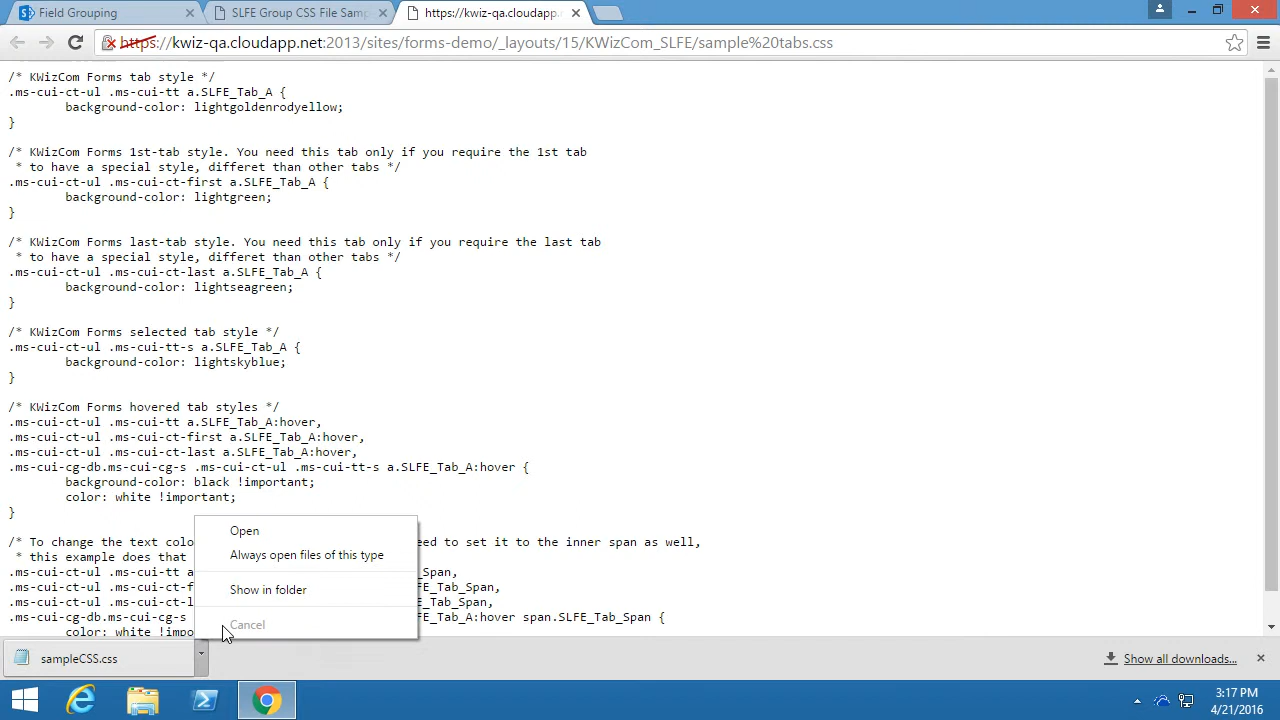 Field Grouping
SLFE Group CSS File Samp
https://kwiz-qa.cloudapp.
https://kwiz-qa.cloudapp.net:2013/sites/forms-demo/_layouts/15/KWizCom_SLFE/sample%20tabs.css
/* KWizCom Forms tab style */
.ms-cui-ct-ul .ms-cui-tt a.SLFE_Tab_A {
background-color: lightgoldenrodyellow;
}
/* KWizCom Forms 1st-tab style. You need this tab only if you require the 1st tab
* to have a special style, differet than other tabs */
.ms-cui-ct-ul .ms-cui-ct-first a.SLFE_Tab_A {
background-color: lightgreen;
}
/* KWizCom Forms last-tab style. You need this tab only if you require the last tab
* to have a special style, differet than other tabs */
.ms-cui-ct-ul .ms-cui-ct-last a.SLFE_Tab_A {
background-color: lightseagreen;
}
/* KWizCom Forms selected tab style */
.ms-cui-ct-ul .ms-cui-tt-s a.SLFE_Tab_A {
background-color: lightskyblue;
}
/* KWizCom Forms hovered tab styles */
.ms-cui-ct-ul .ms-cui-tt a.SLFE_Tab_A:hover,
.ms-cui-ct-ul .ms-cui-ct-first a.SLFE_Tab_A:hover,
.ms-cui-ct-ul .ms-cui-ct-last a.SLFE_Tab_A:hover,
.ms-cui-cg-db.ms-cui-cg-s .ms-cui-ct-ul .ms-cui-tt-s a.SLFE_Tab_A:hover {
background-color: black !important;
color: white !important;
}
/* To change the text colo eed to set it to the inner span as well,
* this example does that
.ms-cui-ct-ul .ms-cui-tt a _Span,
.ms-cui-ct-ul .ms-cui-ct-f FE_Tab_Span,
.ms-cui-ct-ul .ms-cui-ct-l E_Tab_Span,
.ms-cui-cg-db.ms-cui-cg-s FE_Tab_A:hover span.SLFE_Tab_Span {
color: white !impo
Open
Always open files of this type
Show in folder
Cancel
sampleCSS.css
Show all downloads...
3:17 PM
4/21/2016